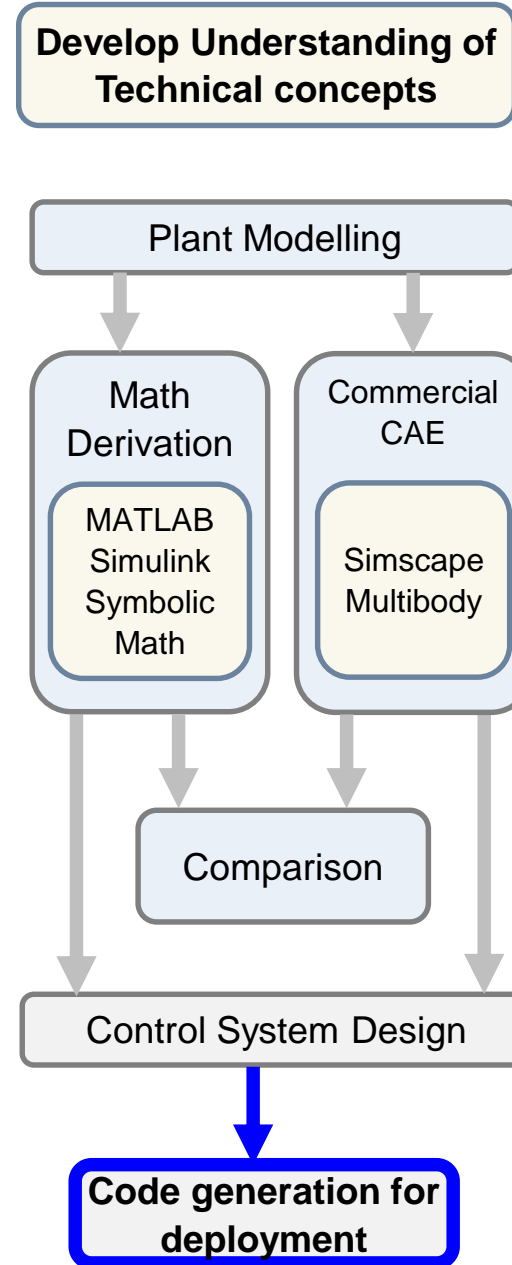 Develop Understanding of
Technical concepts
Plant Modelling
Math
Derivation
MATLAB
Simulink
Symbolic
Math
Commercial
CAE
Simscape
Multibody
Comparison
Control System Design
Code generation for
deployment